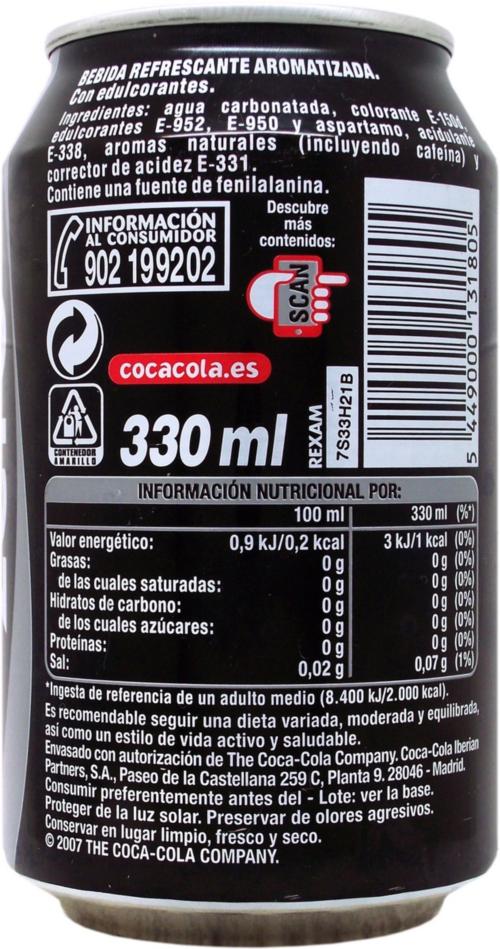 BEBIDA REFRESCANTE AROMATIZADA.
Con edulcorantes.
Ingredientes: agua carbonatada, colorante E-150d,
edulcorantes E-952, E-950 y aspartamo, acidulante
E-338, aromas naturales (incluyendo cafeína) y
corrector de acidez E-331.
Contiene una fuente de fenilalanina.
INFORMACIÓN
AL CONSUMIDOR
902 199202
Descubre
más
contenidos:
SCAN
cocacola.es
CONTENEDOR
AMARILLO
330 ml
REXAM
7S33H21B
5 449000 131805
INFORMACIÓN NUTRICIONAL POR:
100 ml 330 ml (%*)
Valor energético: 0,9 kJ/0,2 kcal 3 kJ/1 kcal (0%)
Grasas: 0 g 0 g (0%)
de las cuales saturadas: 0 g 0 g (0%)
Hidratos de carbono: 0 g 0 g (0%)
de los cuales azúcares: 0 g 0 g (0%)
Proteínas: 0 g 0 g (0%)
Sal: 0,02 g 0,07 g (1%)
*Ingesta de referencia de un adulto medio (8.400 kJ/2.000 kcal).
Es recomendable seguir una dieta variada, moderada y equilibrada,
así como un estilo de vida activo y saludable.
Envasado con autorización de The Coca-Cola Company. Coca-Cola Iberian
Partners, S.A., Paseo de la Castellana 259 C, Planta 9. 28046 - Madrid.
Consumir preferentemente antes del - Lote: ver la base.
Proteger de la luz solar. Preservar de olores agresivos.
Conservar en lugar limpio, fresco y seco.
© 2007 THE COCA-COLA COMPANY.